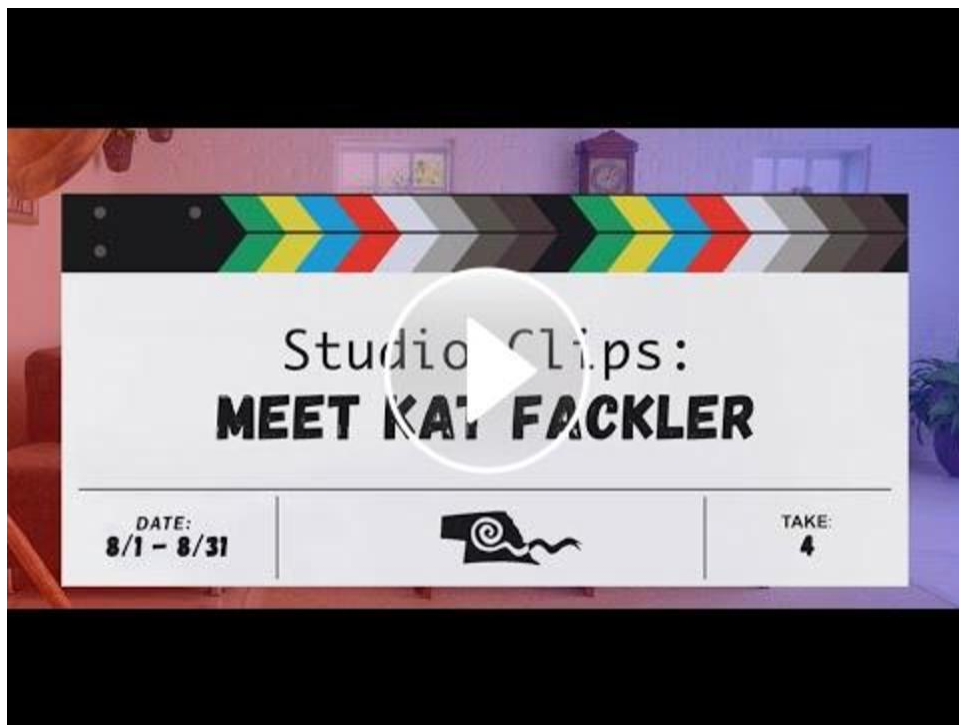 Studio Clips:
MEET KAT FACKLER
DATE:
8/1 - 8/31
TAKE:
4